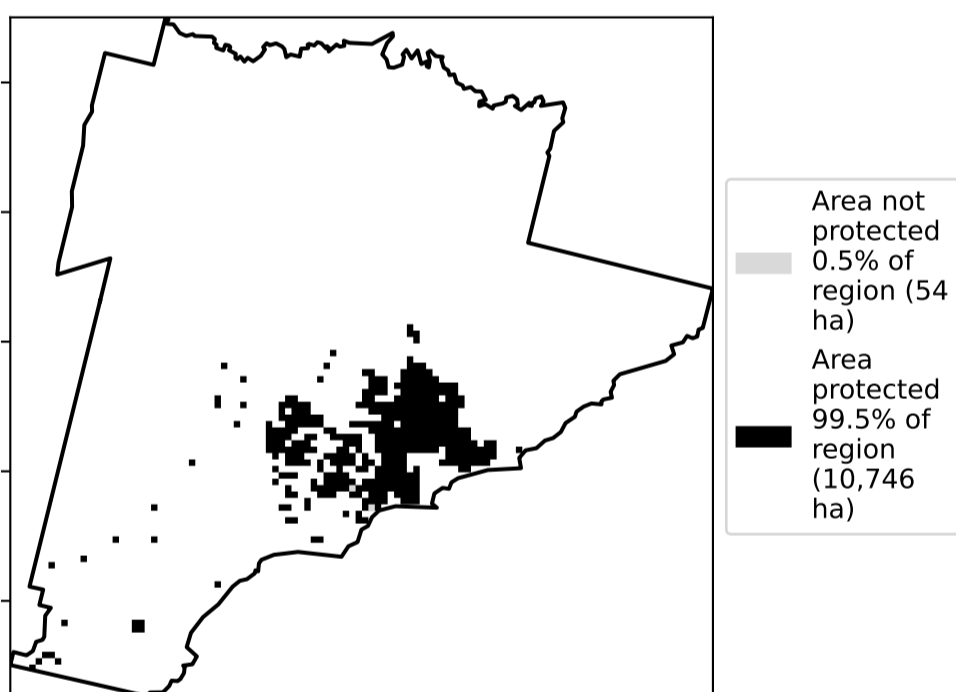 Area not
protected
0.5% of
region (54
ha)
Area
protected
99.5% of
region
(10,746
ha)